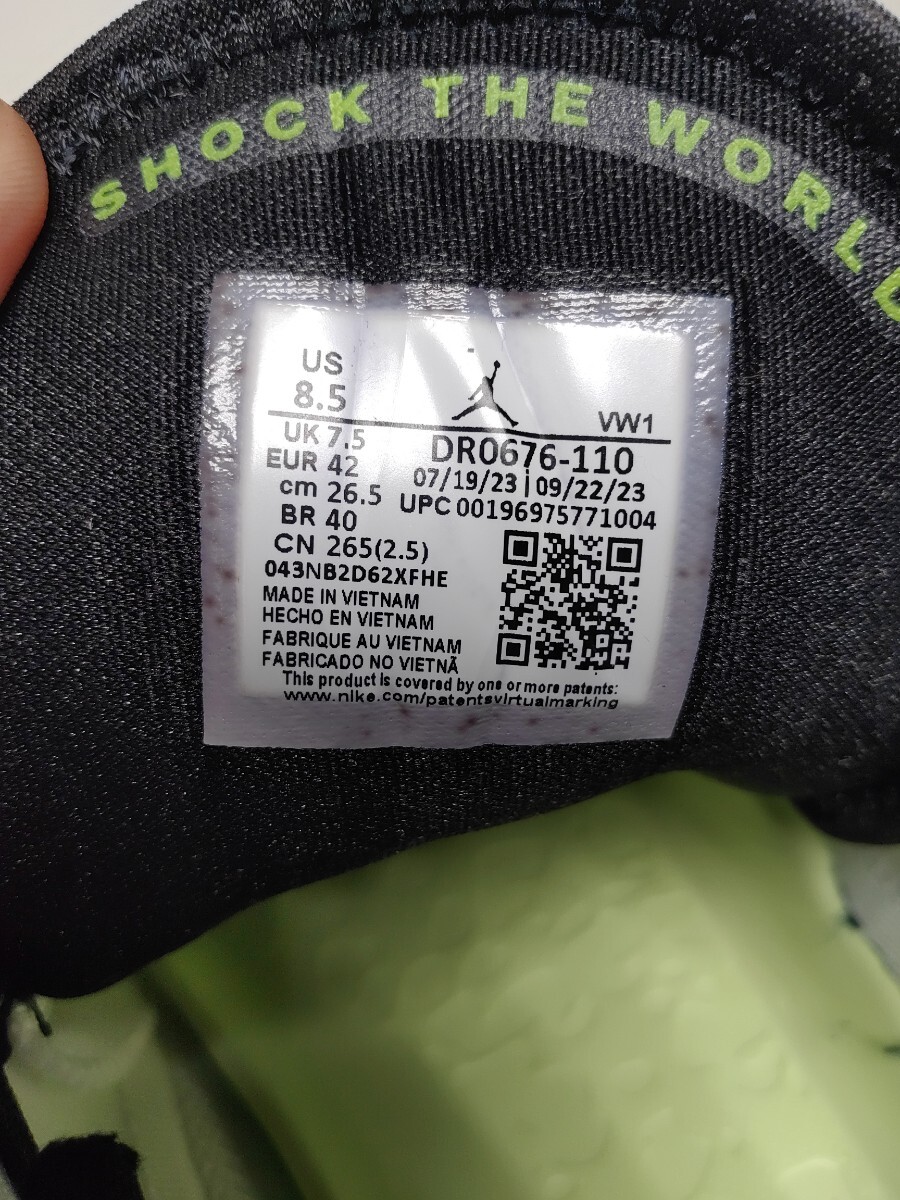 SHOCK THE WORLD
US
8.5
VW1
UK 7.5
DR0676-110
EUR 42
07/19/23 | 09/22/23
cm 26.5
UPC 00196975771004
BR 40
CN 265(2.5)
043NB2D62XFHE
MADE IN VIETNAM
HECHO EN VIETNAM
FABRIQUE AU VIETNAM
FABRICADO NO VIETNÃ
This product is covered by one or more patents:
www.nike.com/patentsvirtualmarking